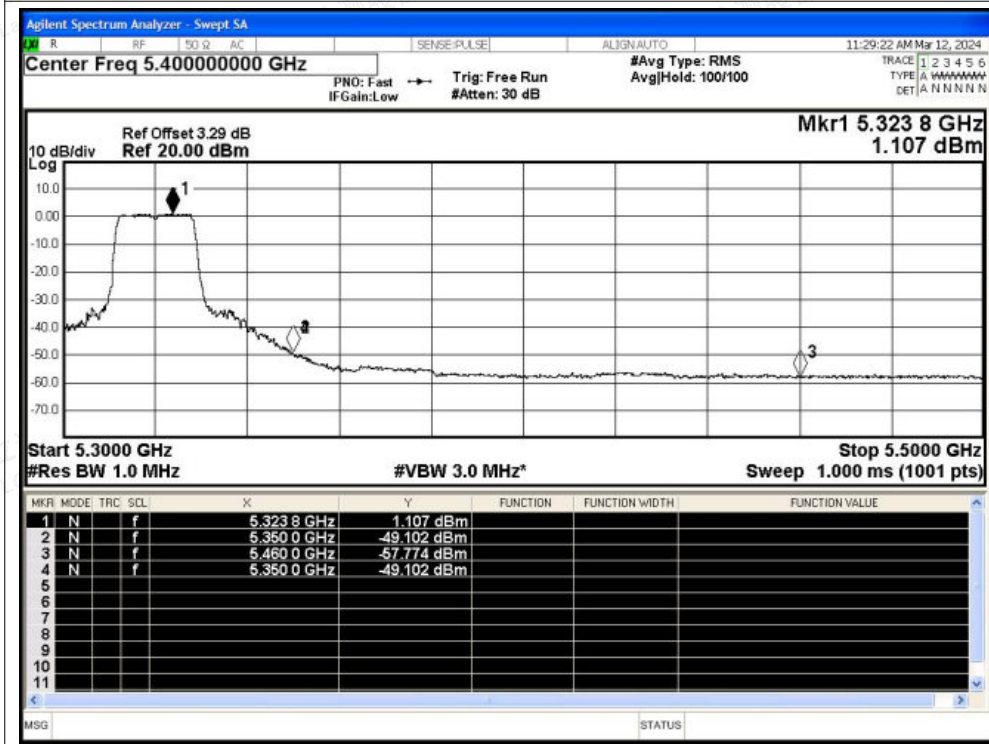 Agilent Spectrum Analyzer - Swept SA
LXI R RF 50 Ω AC SENSE:PULSE ALIGN AUTO 11:29:22 AM Mar 12, 2024
Center Freq 5.400000000 GHz
PNO: Fast
IFGain:Low
Trig: Free Run
#Atten: 30 dB
#Avg Type: RMS
Avg|Hold: 100/100
TRACE 1 2 3 4 5 6
TYPE A WWWWW
DET A N N N N N
Ref Offset 3.29 dB
10 dB/div Ref 20.00 dBm
Log
Mkr1 5.323 8 GHz
1.107 dBm
10.0
0.00
-10.0
-20.0
-30.0
-40.0
-50.0
-60.0
-70.0
1
3
Start 5.3000 GHz Stop 5.5000 GHz
#Res BW 1.0 MHz #VBW 3.0 MHz* Sweep 1.000 ms (1001 pts)
MKR MODE TRC SCL X Y FUNCTION FUNCTION WIDTH FUNCTION VALUE
1 N f 5.323 8 GHz 1.107 dBm
2 N f 5.350 0 GHz -49.102 dBm
3 N f 5.460 0 GHz -57.774 dBm
4 N f 5.350 0 GHz -49.102 dBm
5
6
7
8
9
10
11
MSG STATUS